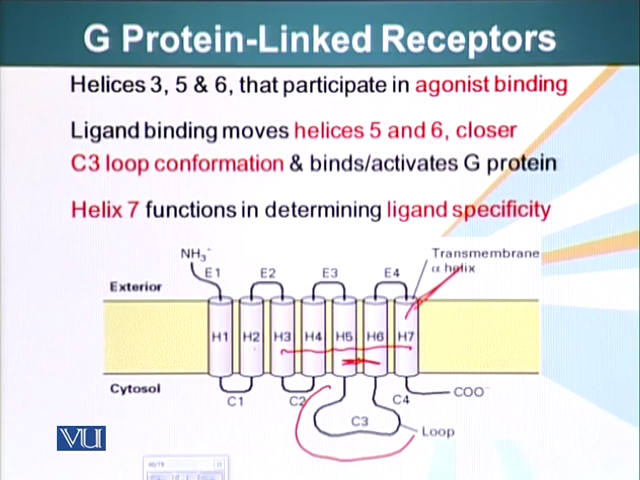 G Protein-Linked Receptors
Helices 3, 5 & 6, that participate in agonist binding
Ligand binding moves helices 5 and 6, closer
C3 loop conformation & binds/activates G protein
Helix 7 functions in determining ligand specificity
NH3+
E1 E2 E3 E4
Transmembrane
α helix
Exterior
H1 H2 H3 H4 H5 H6 H7
Cytosol
C1 C2 C3 C4
COO⁻
Loop
VU